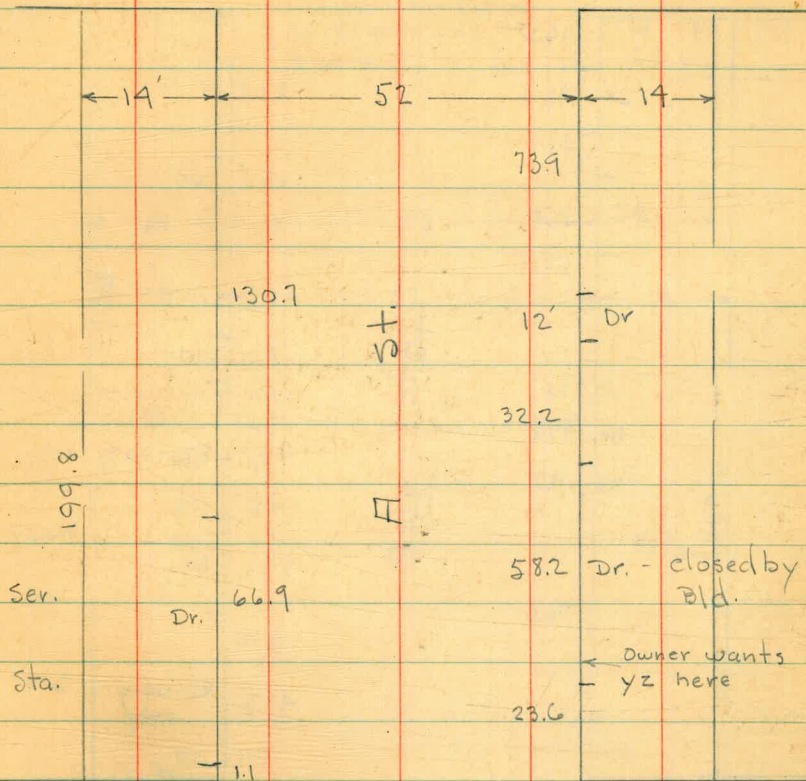 14'
52
14
73.9
130.7
12'
Dr
32.2
A St.
199.8
58.2
Dr. - closed by
Bld.
Ser.
Dr.
66.9
Owner wants
yz here
Sta.
23.6
1.1